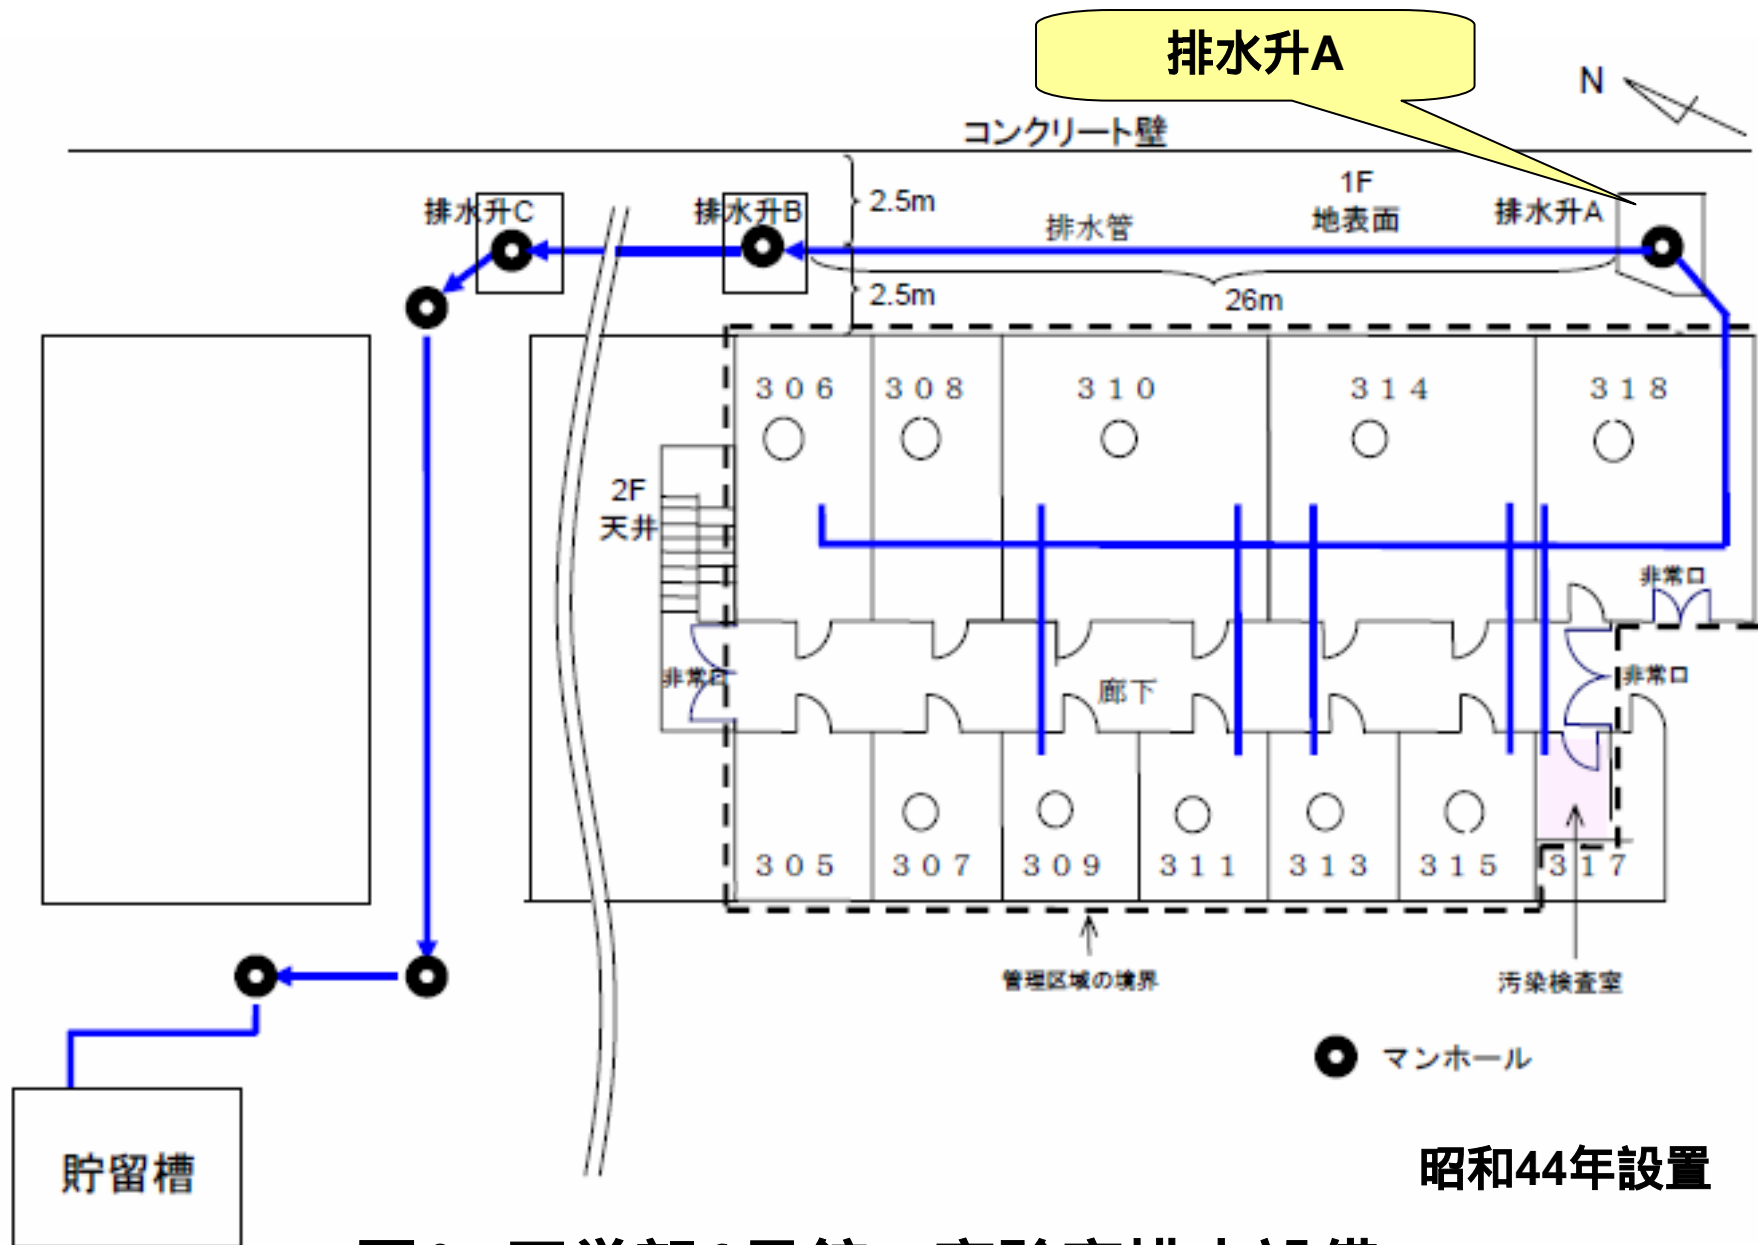 排水升A
N
コンクリート壁
排水升C
排水升B
2.5m
排水管
1F
地表面
排水升A
2.5m
26m
306
308
310
314
318
2F
天井
非常口
非常口
廊下
非常口
305
307
309
311
313
315
317
管理区域の境界
汚染検査室
マンホール
貯留槽
昭和44年設置